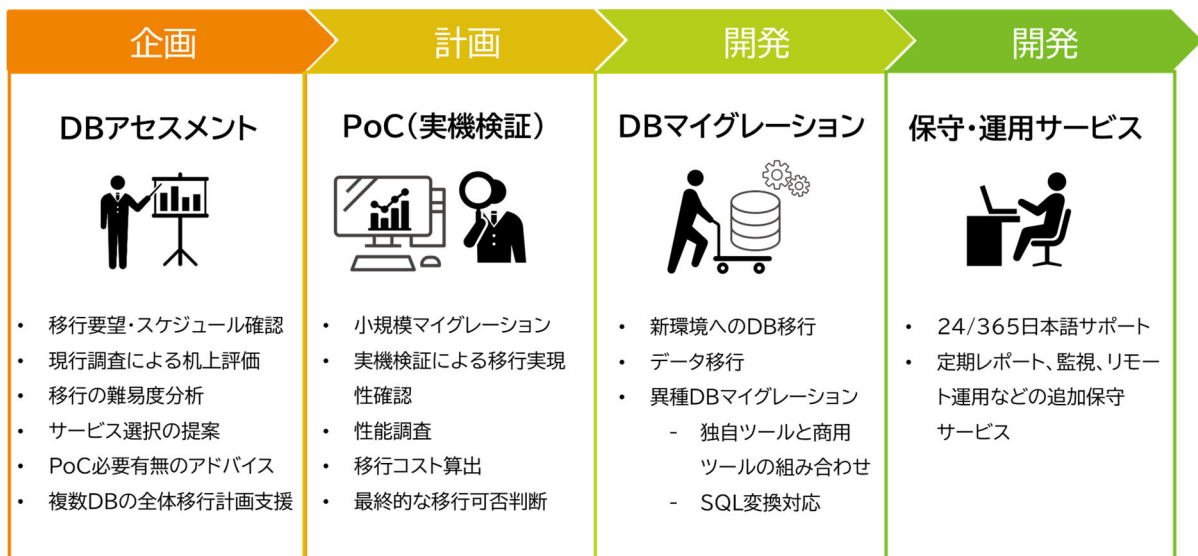 企画
DBアセスメント
• 移行要望・スケジュール確認
• 現行調査による机上評価
• 移行の難易度分析
• サービス選択の提案
• PoC必要有無のアドバイス
• 複数DBの全体移行計画支援
計画
PoC(実機検証)
• 小規模マイグレーション
• 実機検証による移行実現
性確認
• 性能調査
• 移行コスト算出
• 最終的な移行可否判断
開発
DBマイグレーション
• 新環境へのDB移行
• データ移行
• 異種DBマイグレーション
- 独自ツールと商用
ツールの組み合わせ
- SQL変換対応
開発
保守・運用サービス
• 24/365日本語サポート
• 定期レポート、監視、リモー
ト運用などの追加保守
サービス